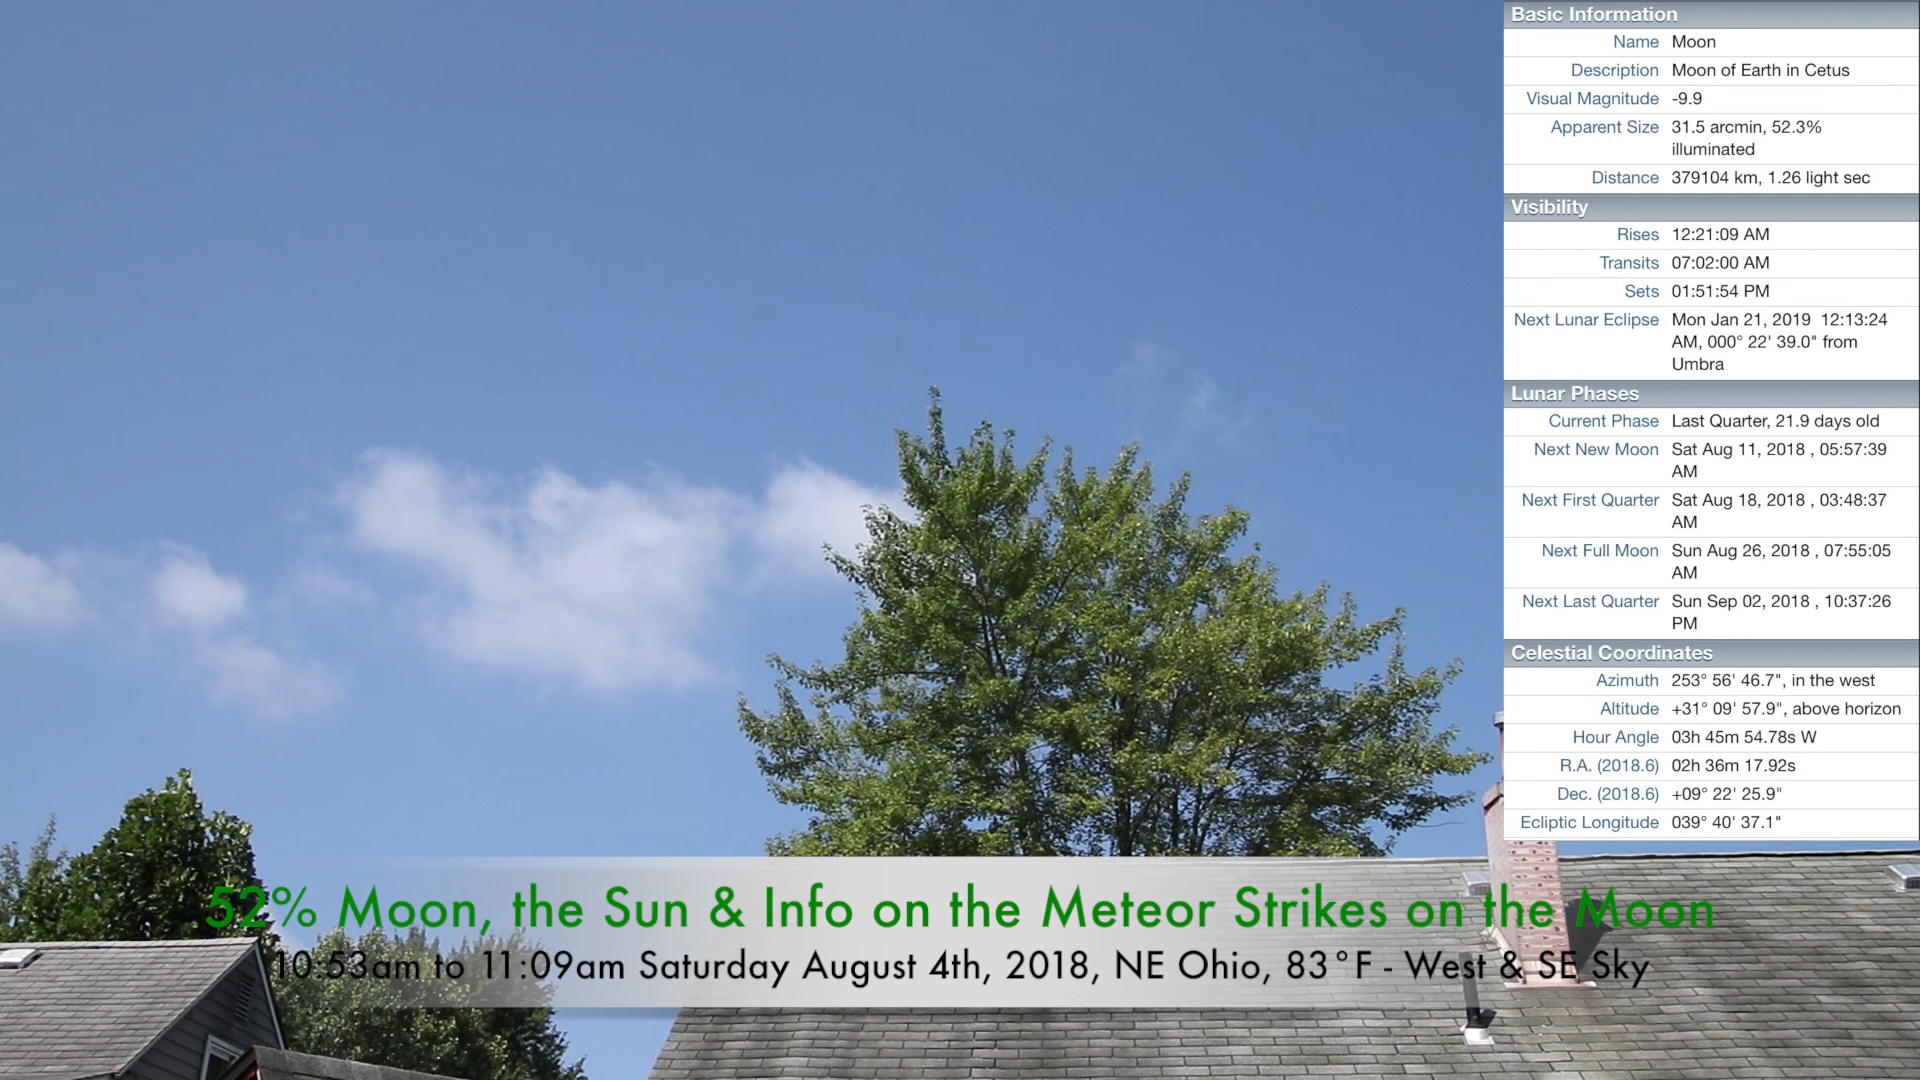 Basic Information
Name Moon
Description Moon of Earth in Cetus
Visual Magnitude -9.9
Apparent Size 31.5 arcmin, 52.3%
illuminated
Distance 379104 km, 1.26 light sec
Visibility
Rises 12:21:09 AM
Transits 07:02:00 AM
Sets 01:51:54 PM
Next Lunar Eclipse Mon Jan 21, 2019 12:13:24
AM, 000° 22' 39.0" from
Umbra
Lunar Phases
Current Phase Last Quarter, 21.9 days old
Next New Moon Sat Aug 11, 2018 , 05:57:39
AM
Next First Quarter Sat Aug 18, 2018 , 03:48:37
AM
Next Full Moon Sun Aug 26, 2018 , 07:55:05
AM
Next Last Quarter Sun Sep 02, 2018 , 10:37:26
PM
Celestial Coordinates
Azimuth 253° 56' 46.7", in the west
Altitude +31° 09' 57.9", above horizon
Hour Angle 03h 45m 54.78s W
R.A. (2018.6) 02h 36m 17.92s
Dec. (2018.6) +09° 22' 25.9"
Ecliptic Longitude 039° 40' 37.1"
52% Moon, the Sun & Info on the Meteor Strikes on the Moon
10:53am to 11:09am Saturday August 4th, 2018, NE Ohio, 83°F - West & SE Sky